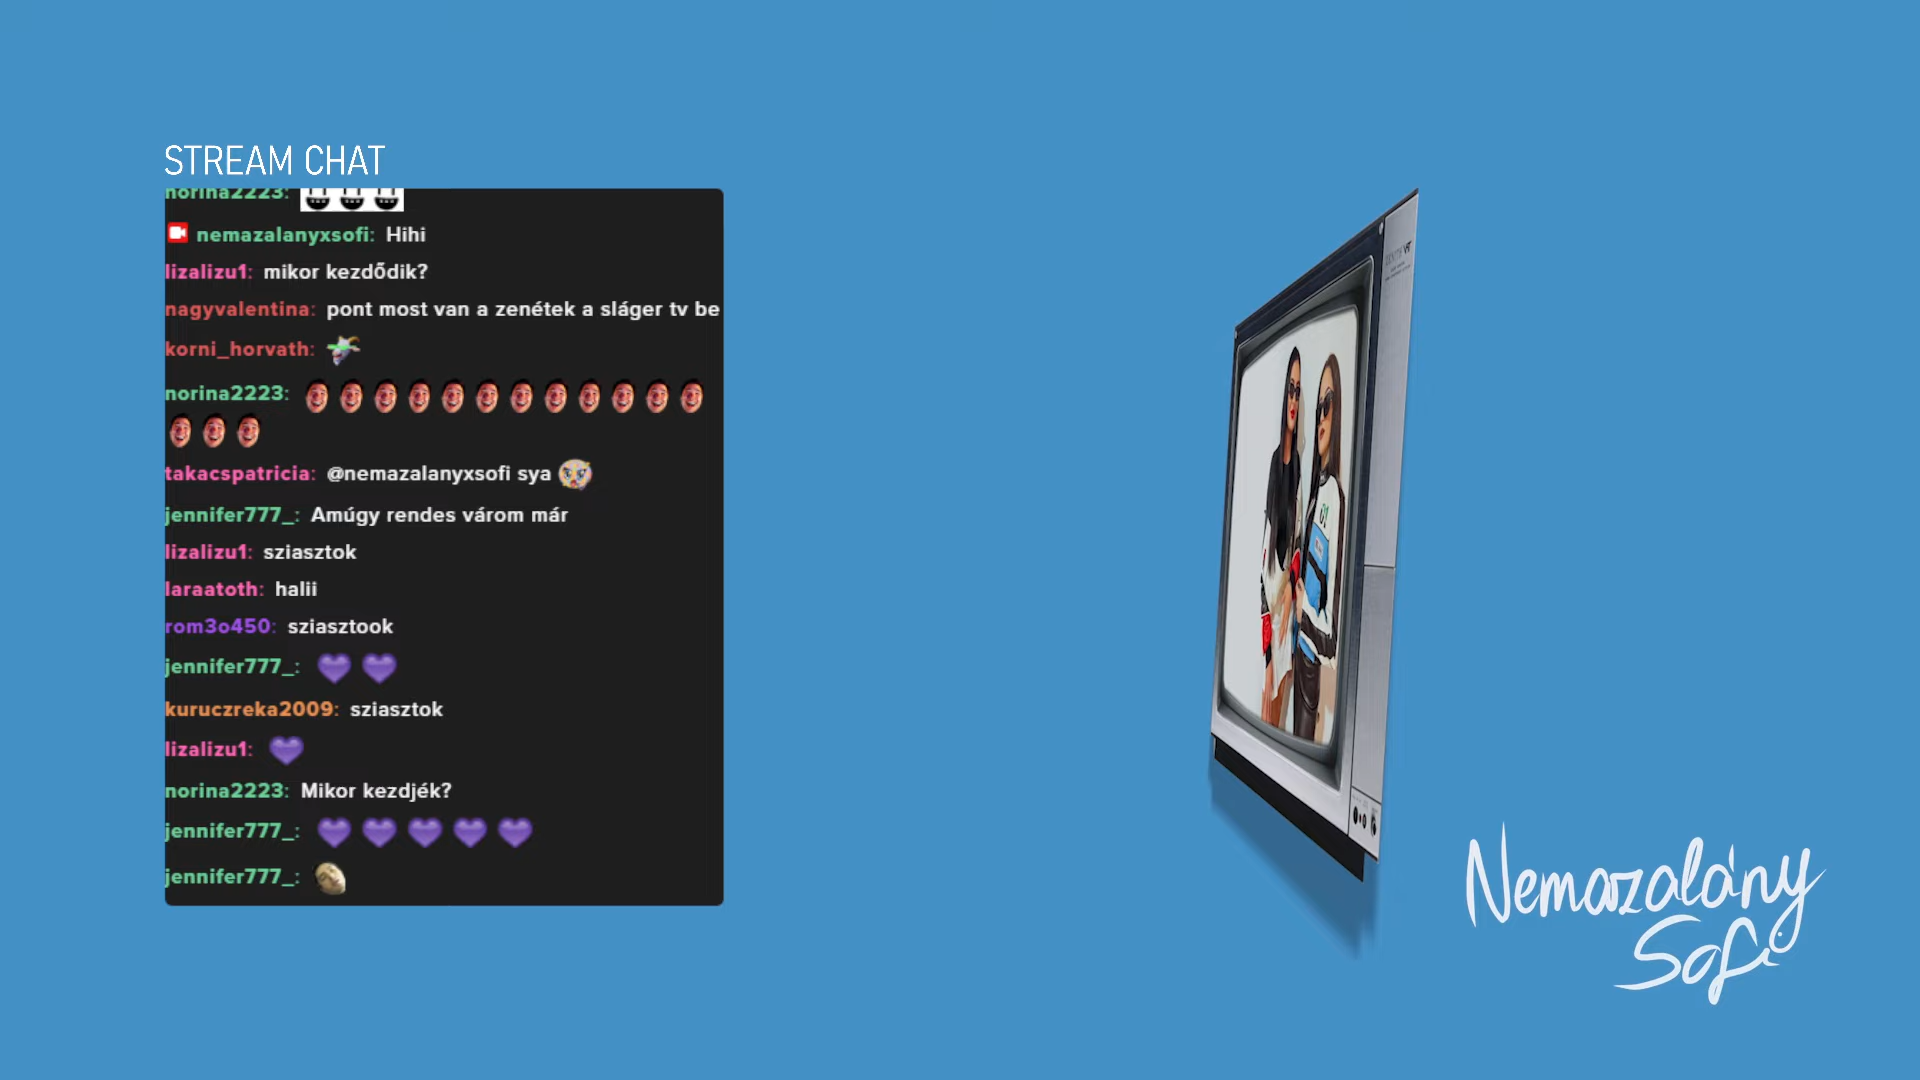 STREAM CHAT
norina2223:
nemazalanyxsofi: Hihi
lizalizu1: mikor kezdődik?
nagyvalentina: pont most van a zenétek a sláger tv be
korni_horvath:
norina2223:
takacspatricia: @nemazalanyxsofi sya
jennifer777_: Amúgy rendes várom már
lizalizu1: sziasztok
laraatoth: halii
rom3o450: sziasztook
jennifer777_:
kuruczreka2009: sziasztok
lizalizu1:
norina2223: Mikor kezdjék?
jennifer777_:
jennifer777_:
Nemazalány
Sofi